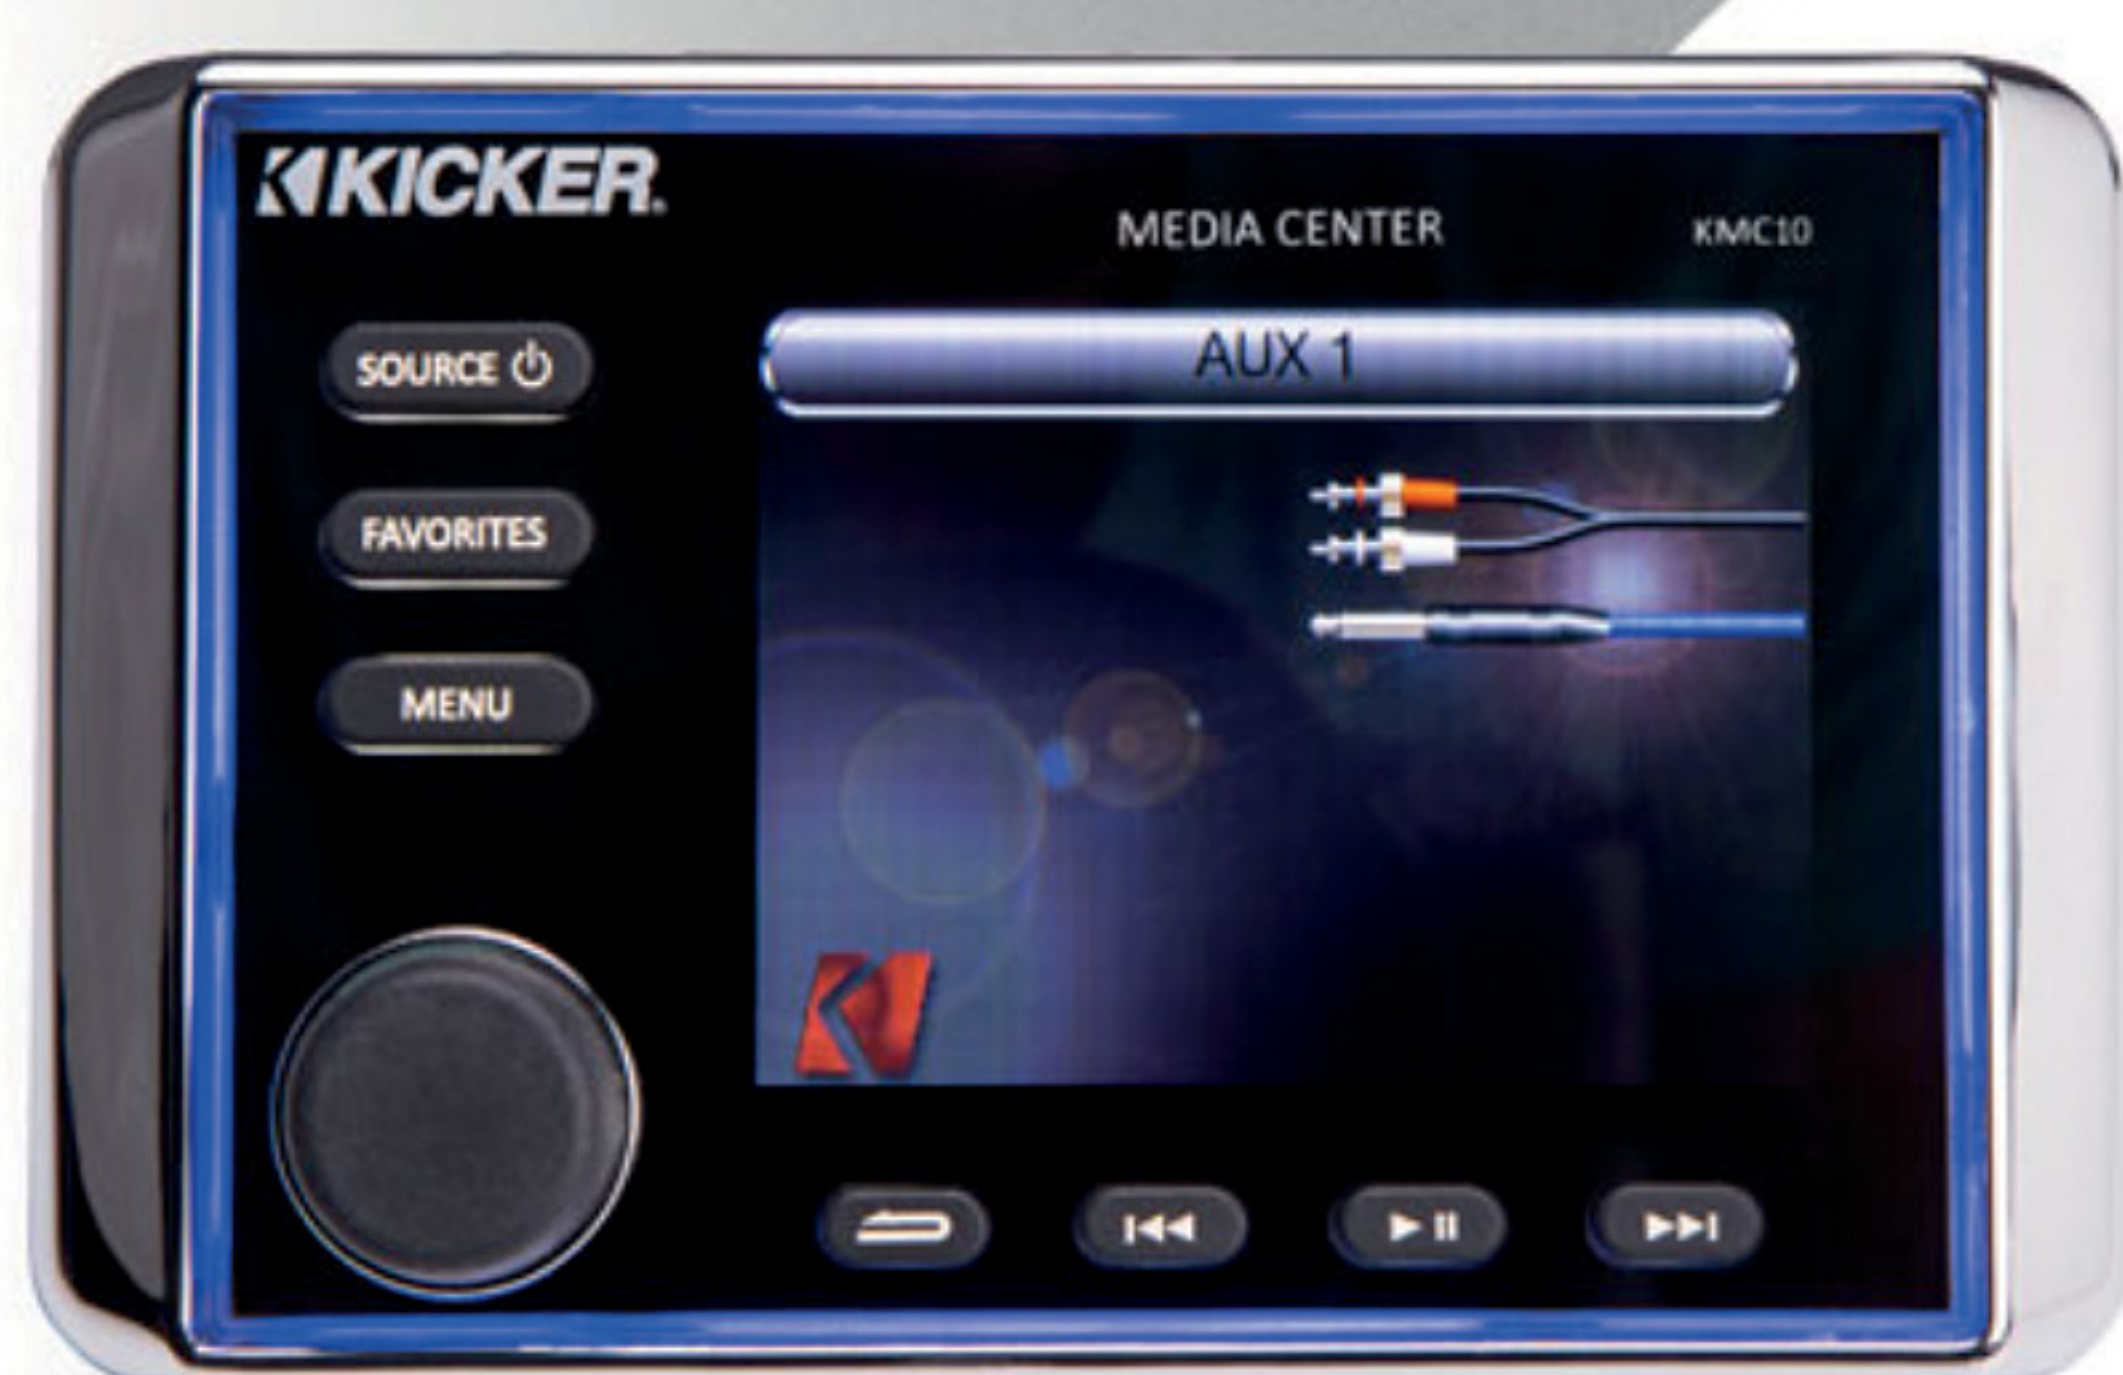 KICKER
MEDIA CENTER KMC10
AUX 1
SOURCE
FAVORITES
MENU